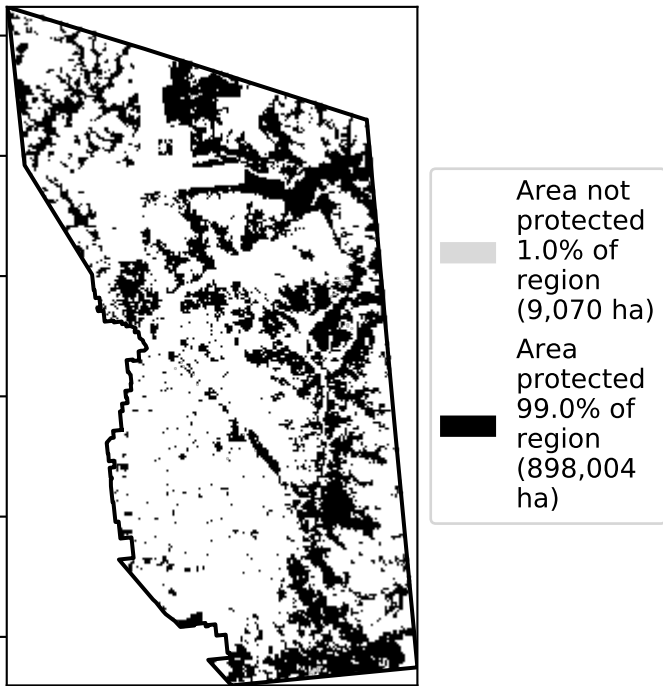 Area not
protected
1.0% of
region
(9,070 ha)
Area
protected
99.0% of
region
(898,004
ha)